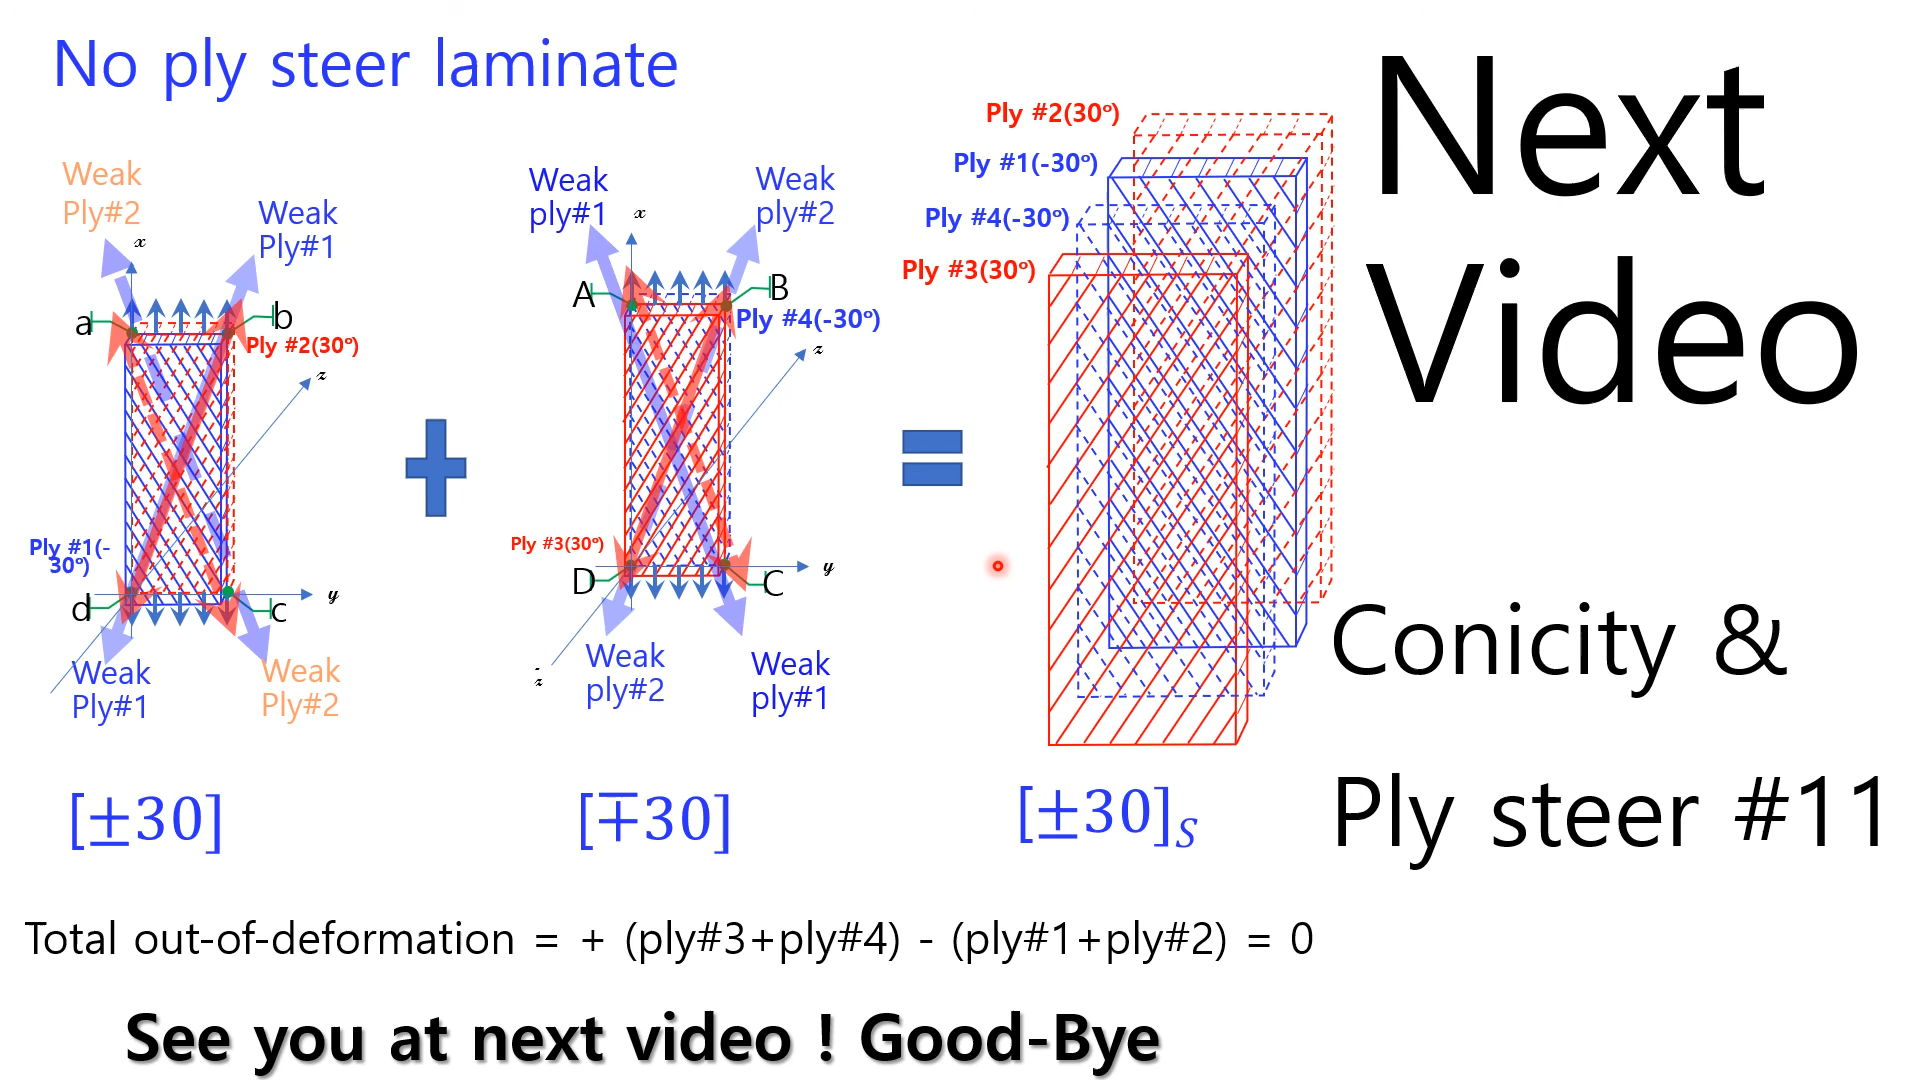 No ply steer laminate
Next
Video
Conicity &
Ply steer #11
Weak
Ply#2
Weak
Ply#1
x
a
b
Ply #2(30°)
z
Ply #1(-
30°)
d
c
y
Weak
Ply#1
Weak
Ply#2
[±30]
+
Weak
ply#1
x
Weak
ply#2
A
B
Ply #4(-30°)
z
Ply #3(30°)
D
C
y
z
Weak
ply#2
Weak
ply#1
[∓30]
=
Ply #2(30°)
Ply #1(-30°)
Ply #4(-30°)
Ply #3(30°)
[±30]S
Total out-of-deformation = + (ply#3+ply#4) - (ply#1+ply#2) = 0
See you at next video ! Good-Bye